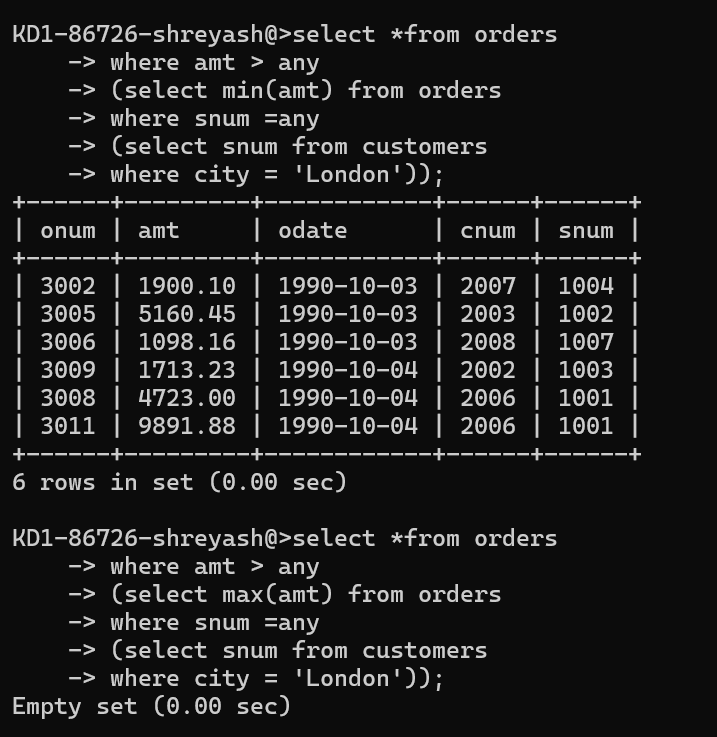 KD1-86726-shreyash@>select *from orders
    -> where amt > any
    -> (select min(amt) from orders
    -> where snum =any
    -> (select snum from customers
    -> where city = 'London'));
+------+---------+------------+------+------+
| onum | amt     | odate      | cnum | snum |
+------+---------+------------+------+------+
| 3002 | 1900.10 | 1990-10-03 | 2007 | 1004 |
| 3005 | 5160.45 | 1990-10-03 | 2003 | 1002 |
| 3006 | 1098.16 | 1990-10-03 | 2008 | 1007 |
| 3009 | 1713.23 | 1990-10-04 | 2002 | 1003 |
| 3008 | 4723.00 | 1990-10-04 | 2006 | 1001 |
| 3011 | 9891.88 | 1990-10-04 | 2006 | 1001 |
+------+---------+------------+------+------+
6 rows in set (0.00 sec)

KD1-86726-shreyash@>select *from orders
    -> where amt > any
    -> (select max(amt) from orders
    -> where snum =any
    -> (select snum from customers
    -> where city = 'London'));
Empty set (0.00 sec)